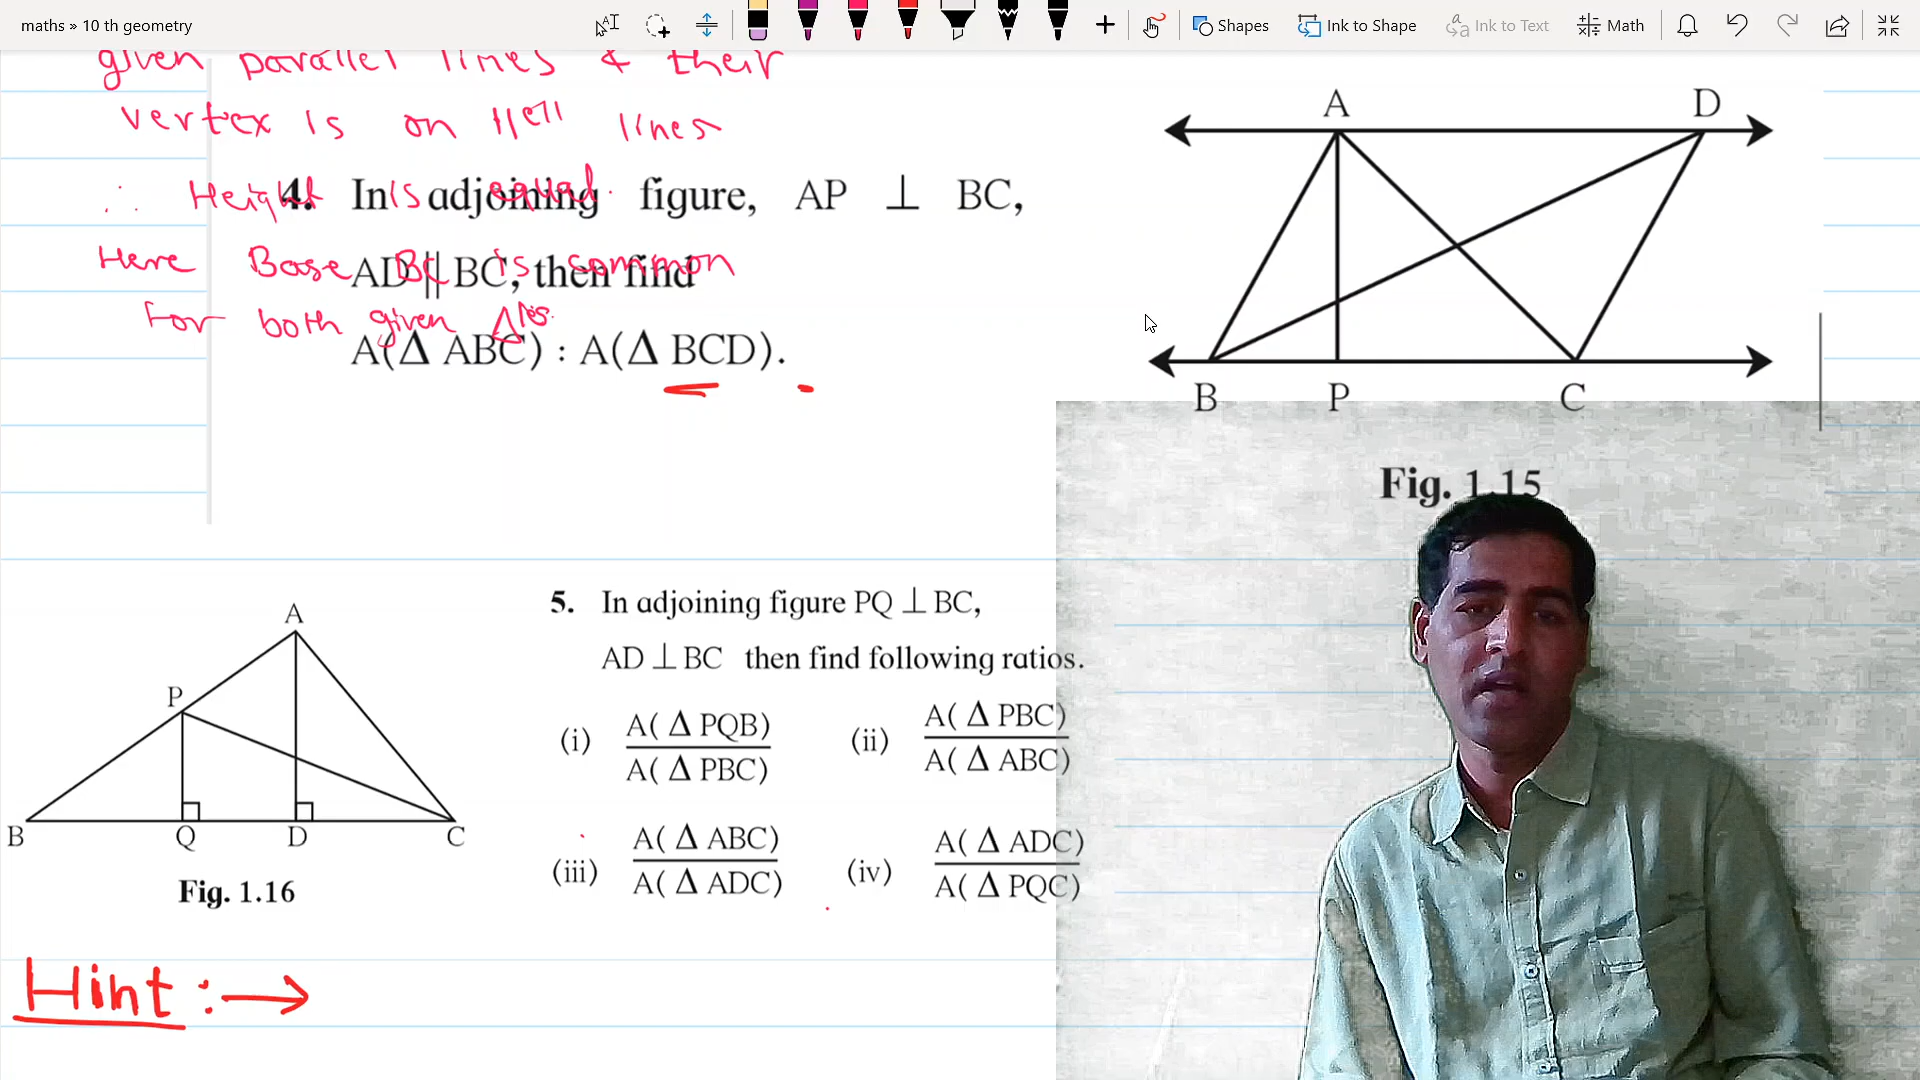 maths » 10 th geometry
Shapes
Ink to Shape
Ink to Text
Math
given parallel lines & their
vertex is on llell lines
∴ Height is equal.
4. In adjoining figure, AP ⊥ BC,
Here Base BC is common
AD || BC, then find
For both given Δles.
A(Δ ABC) : A(Δ BCD).
A
D
B
P
C
Fig. 1.15
5. In adjoining figure PQ ⊥ BC,
AD ⊥ BC then find following ratios.
(i) A( Δ PQB)
A( Δ PBC)
(ii) A( Δ PBC)
A( Δ ABC)
(iii) A( Δ ABC)
A( Δ ADC)
(iv) A( Δ ADC)
A( Δ PQC)
A
P
B
Q
D
C
Fig. 1.16
Hint :→